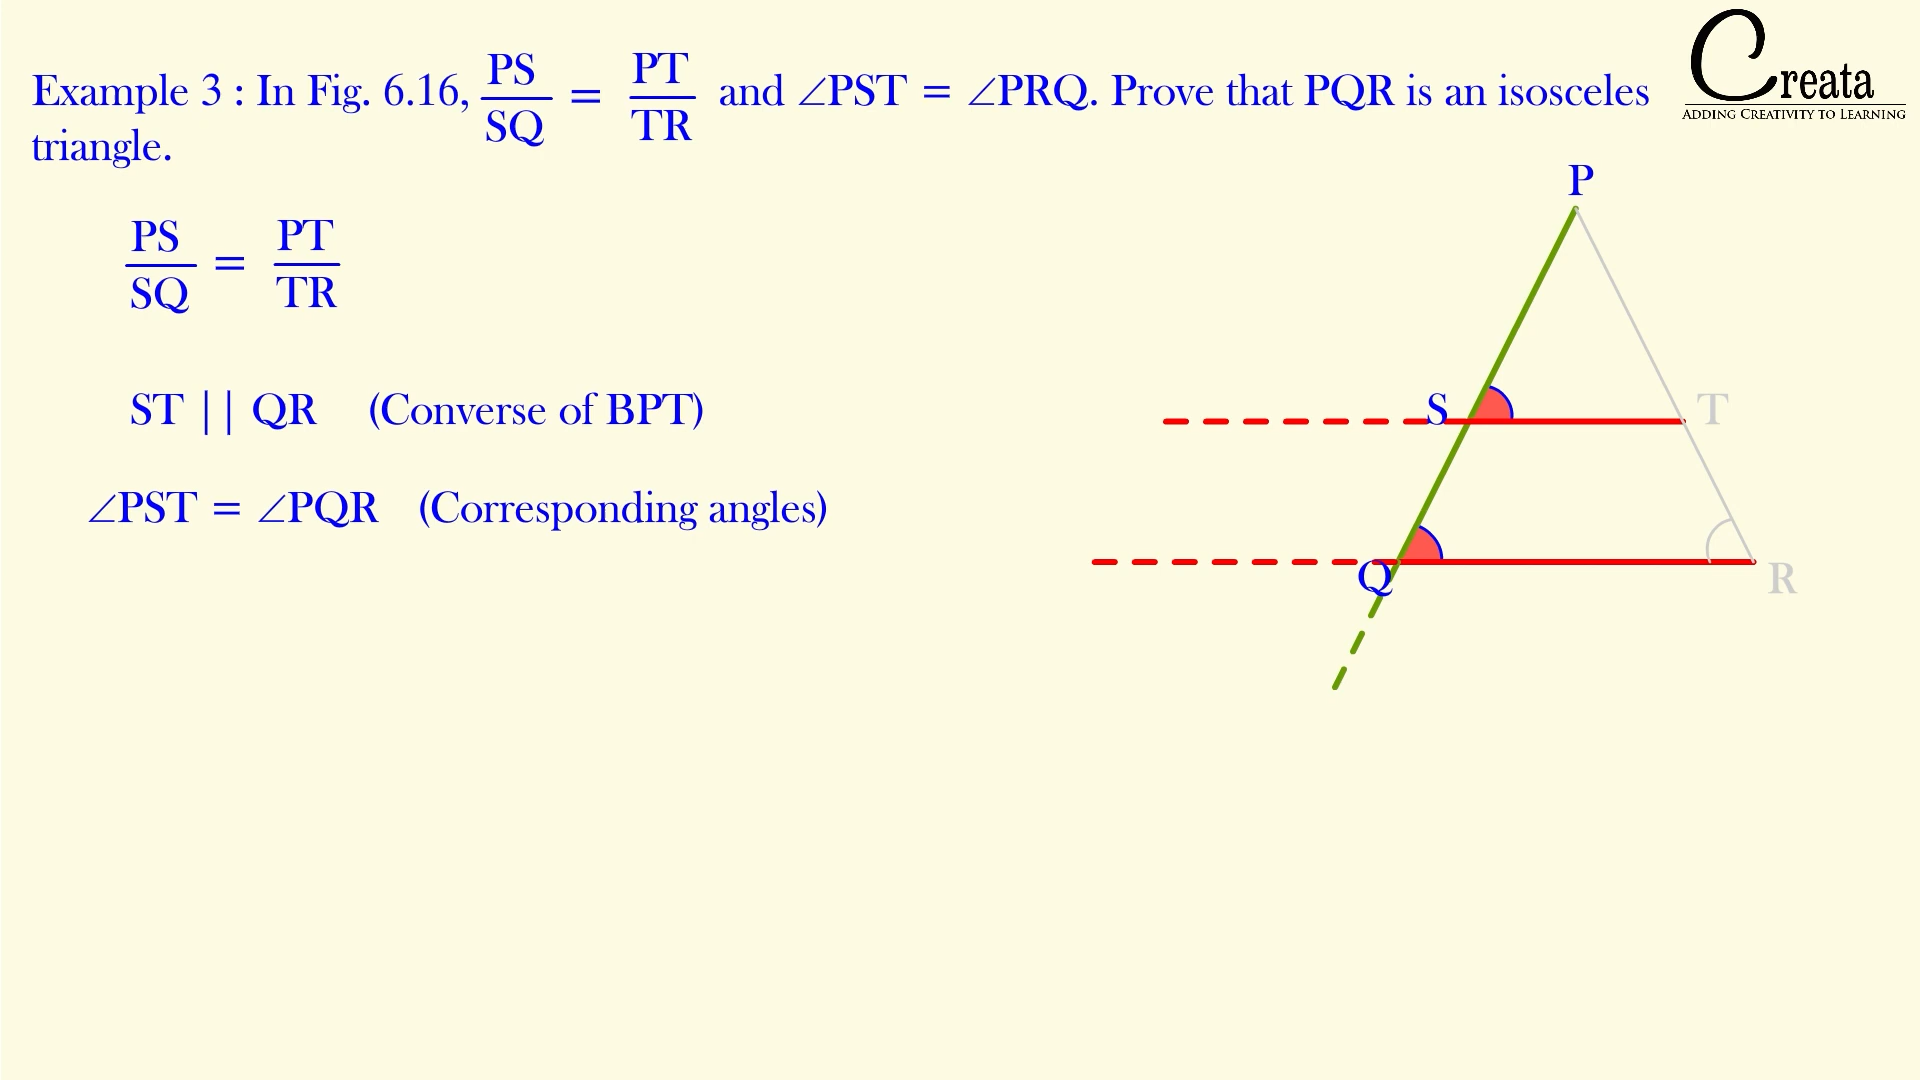 Creata
ADDING CREATIVITY TO LEARNING
Example 3 : In Fig. 6.16, PS/SQ = PT/TR and ∠PST = ∠PRQ. Prove that PQR is an isosceles
triangle.
PS/SQ = PT/TR
ST || QR (Converse of BPT)
∠PST = ∠PQR (Corresponding angles)
P
S
T
Q
R